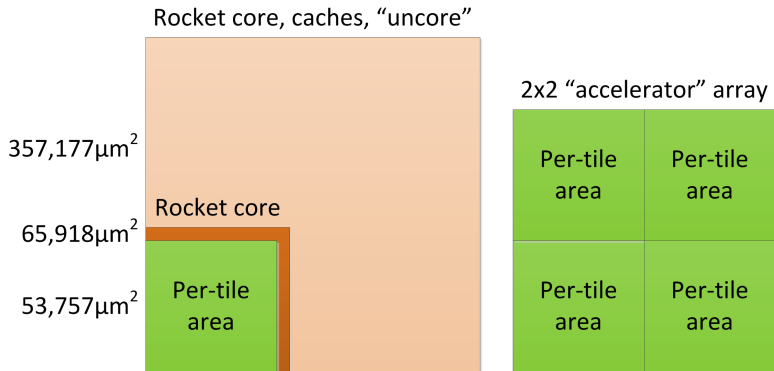 Rocket core, caches, “uncore”
2x2 “accelerator” array
357,177µm²
Rocket core
65,918µm²
53,757µm²
Per-tile
area
Per-tile
area
Per-tile
area
Per-tile
area
Per-tile
area